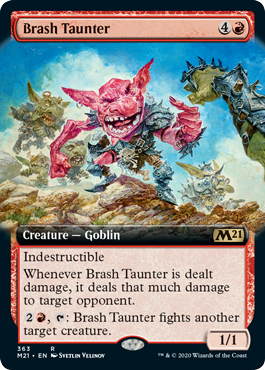 Brash Taunter 4
Creature — Goblin M21
Indestructible
Whenever Brash Taunter is dealt
damage, it deals that much damage
to target opponent.
2 , : Brash Taunter fights another
target creature.
1/1
363 R
M21 • EN Svetlin Velinov ™ & © 2020 Wizards of the Coast